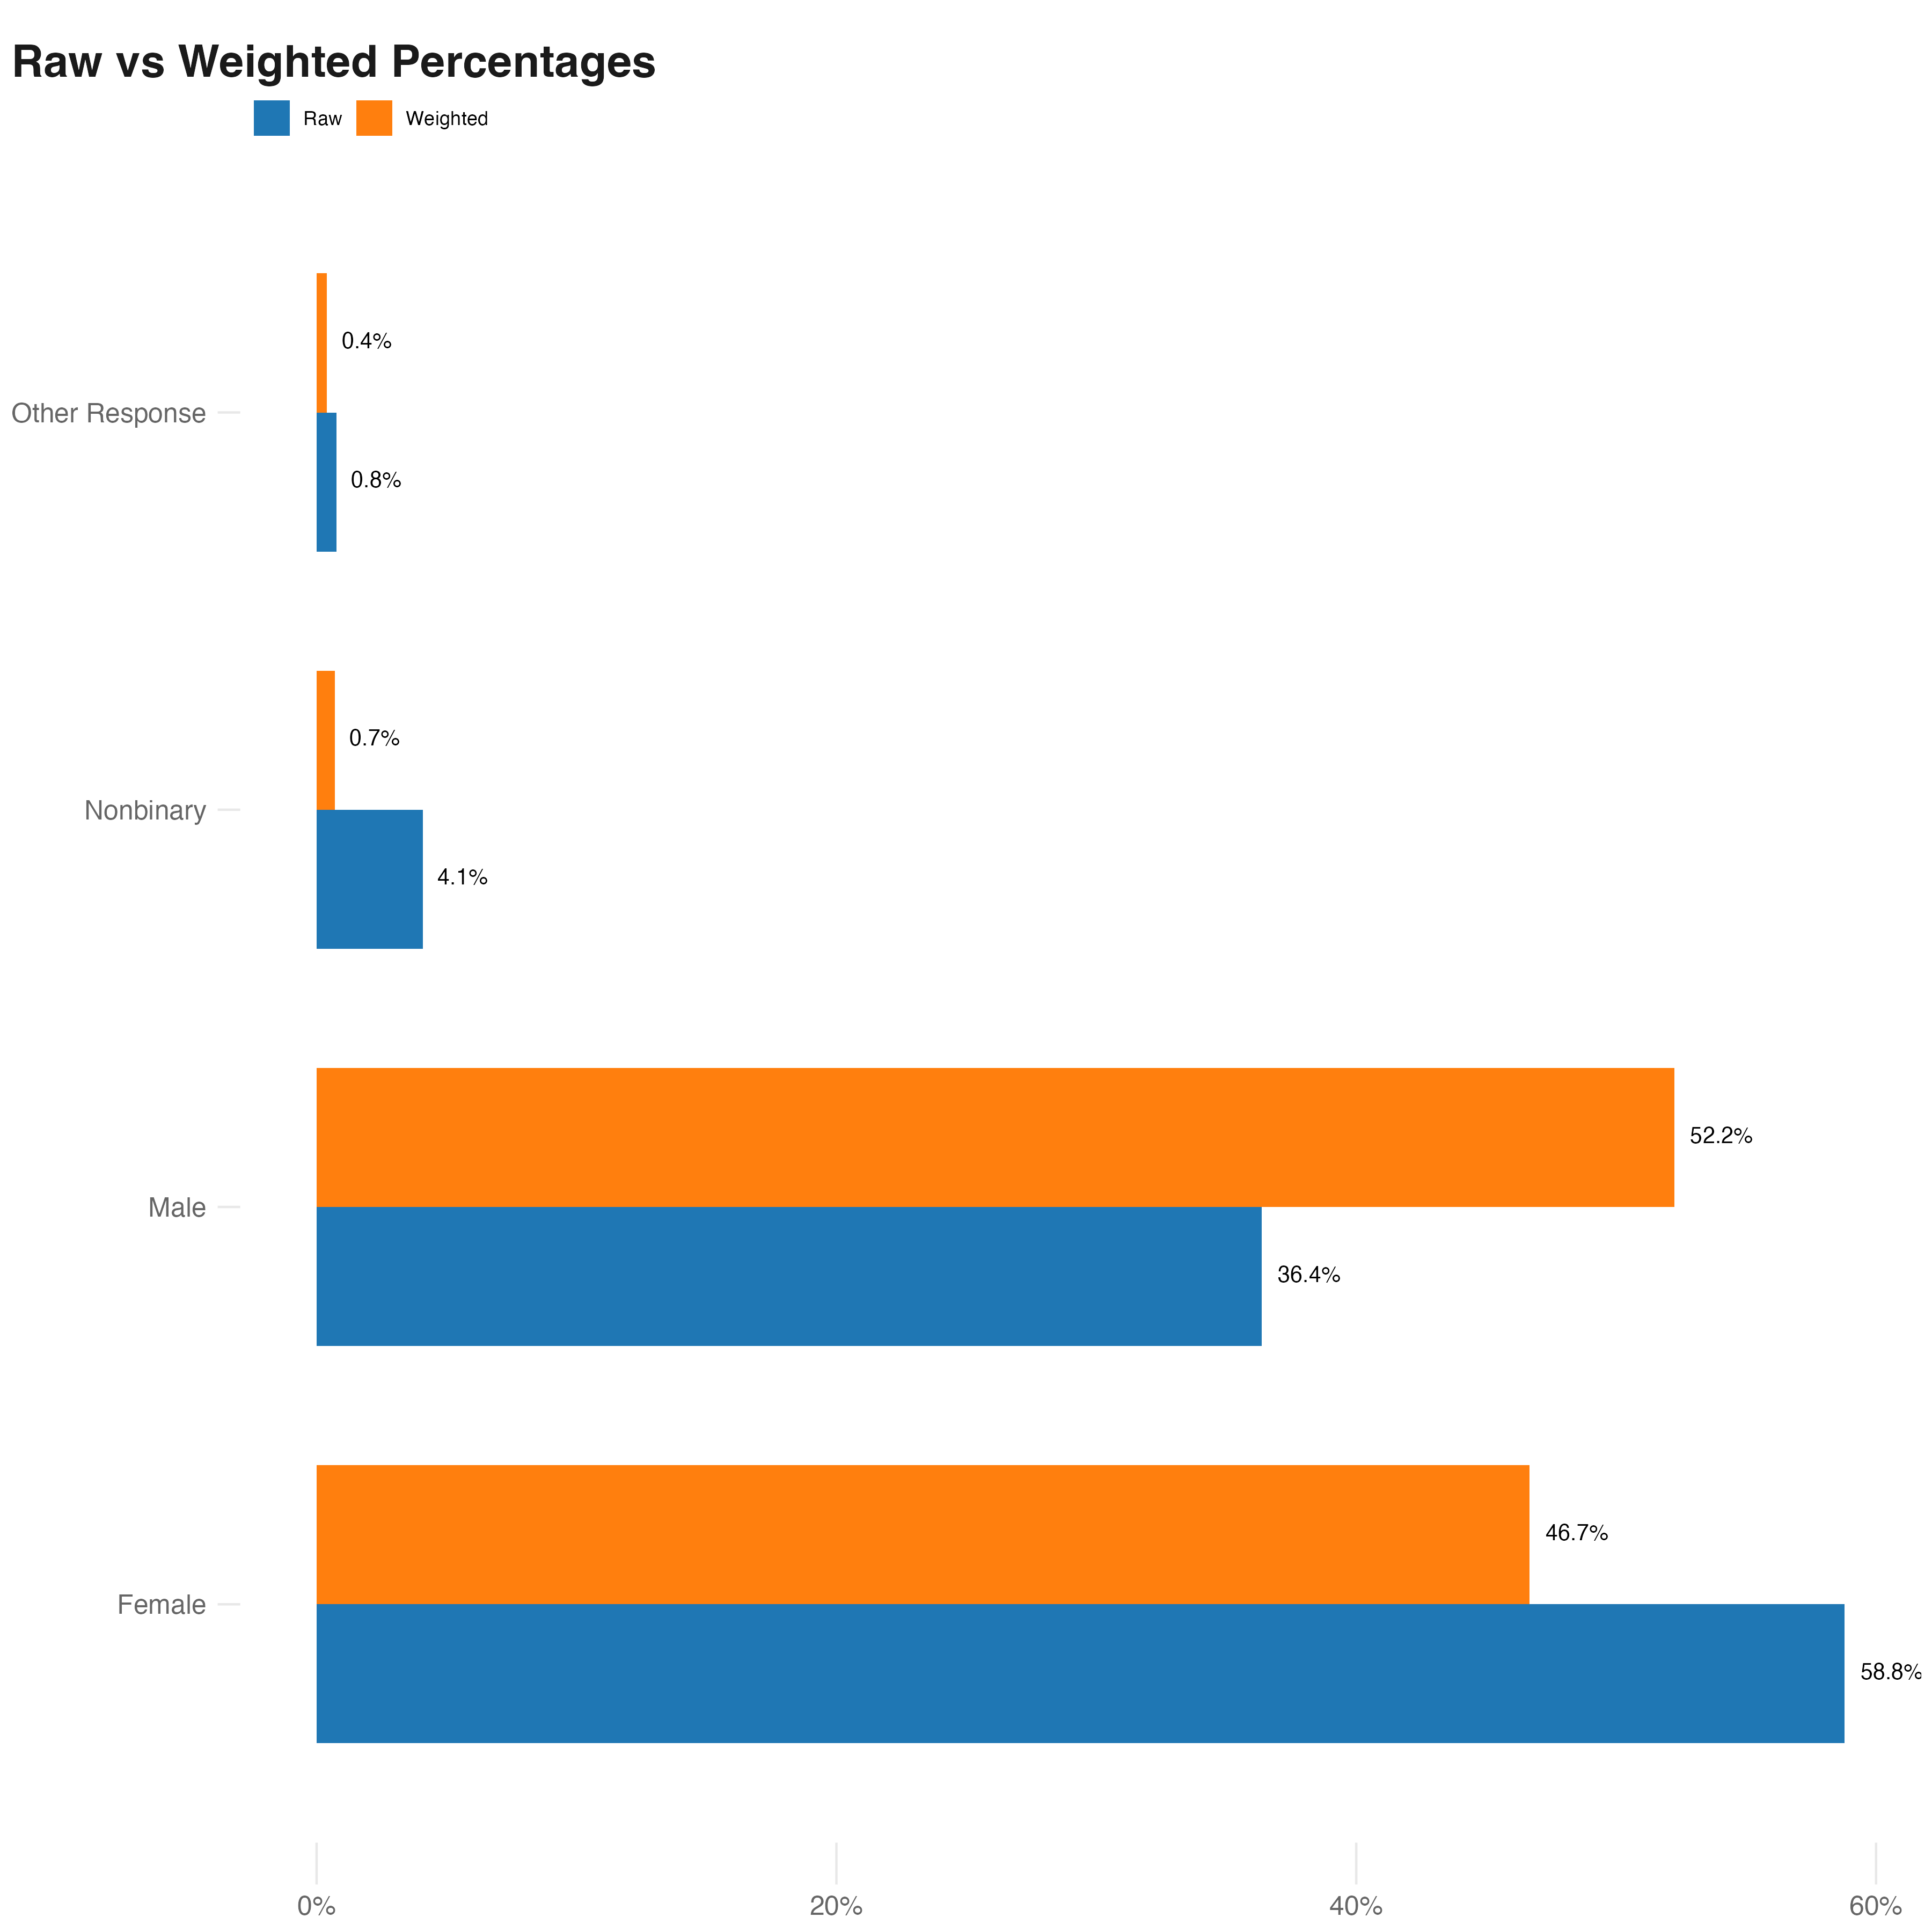 Raw vs Weighted Percentages
Raw Weighted
0.4%
Other Response
0.8%
0.7%
Nonbinary
4.1%
52.2%
Male
36.4%
46.7%
Female
58.8%
0% 20% 40% 60%